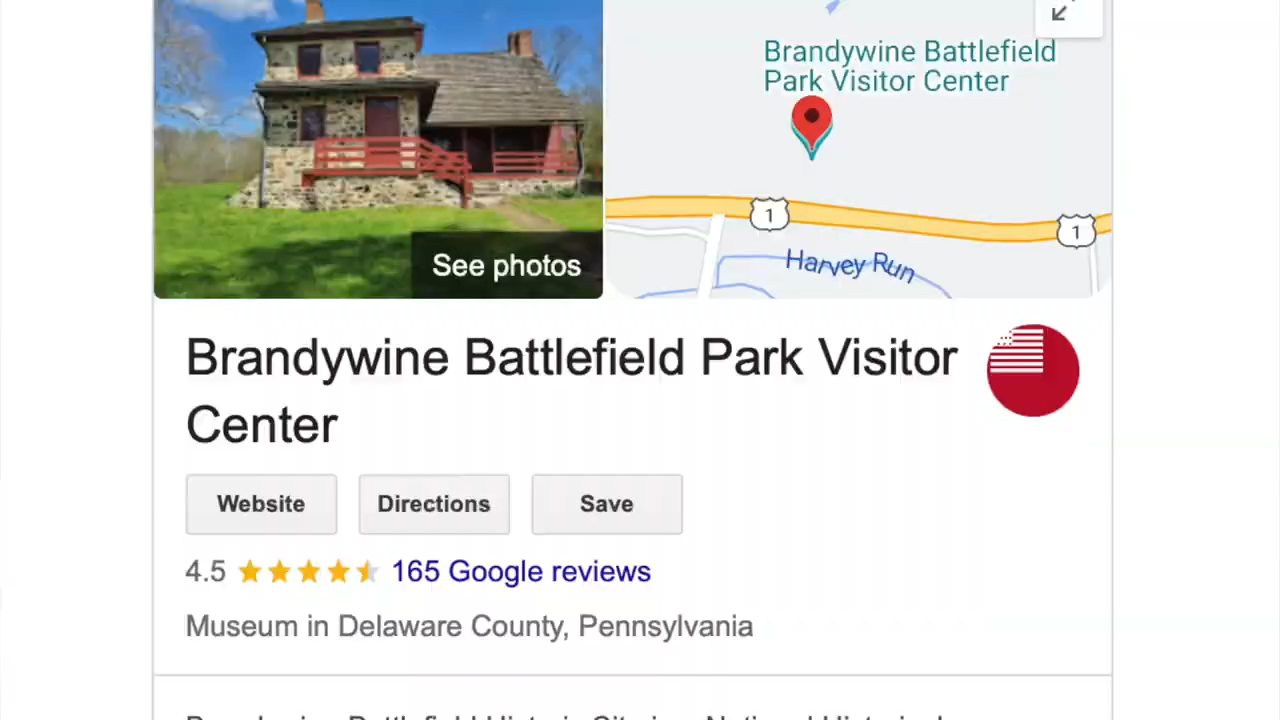 Brandywine Battlefield
Park Visitor Center
1
1
Harvey Run
See photos
Brandywine Battlefield Park Visitor
Center
Website
Directions
Save
4.5
165 Google reviews
Museum in Delaware County, Pennsylvania